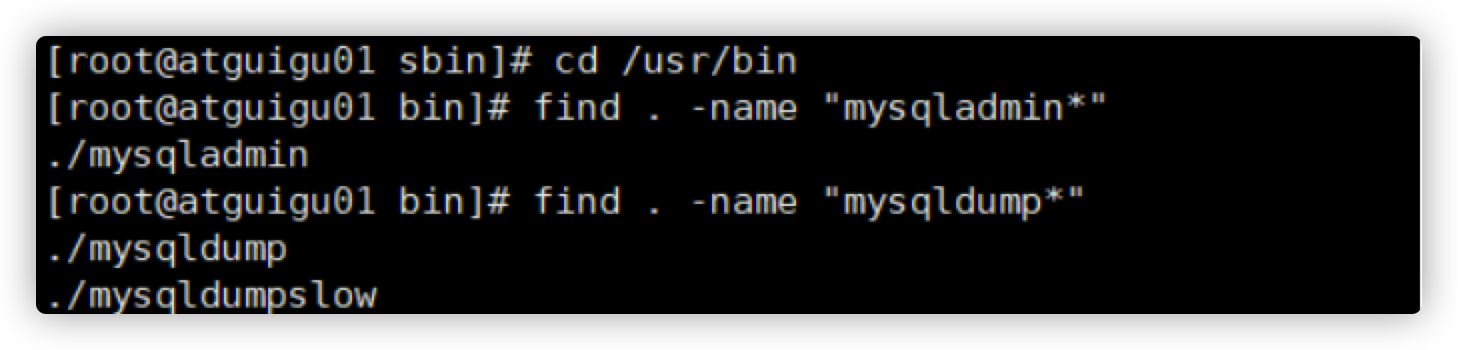 [root@atguigu01 sbin]# cd /usr/bin
[root@atguigu01 bin]# find . -name "mysqladmin*"
./mysqladmin
[root@atguigu01 bin]# find . -name "mysqldump*"
./mysqldump
./mysqldumpslow